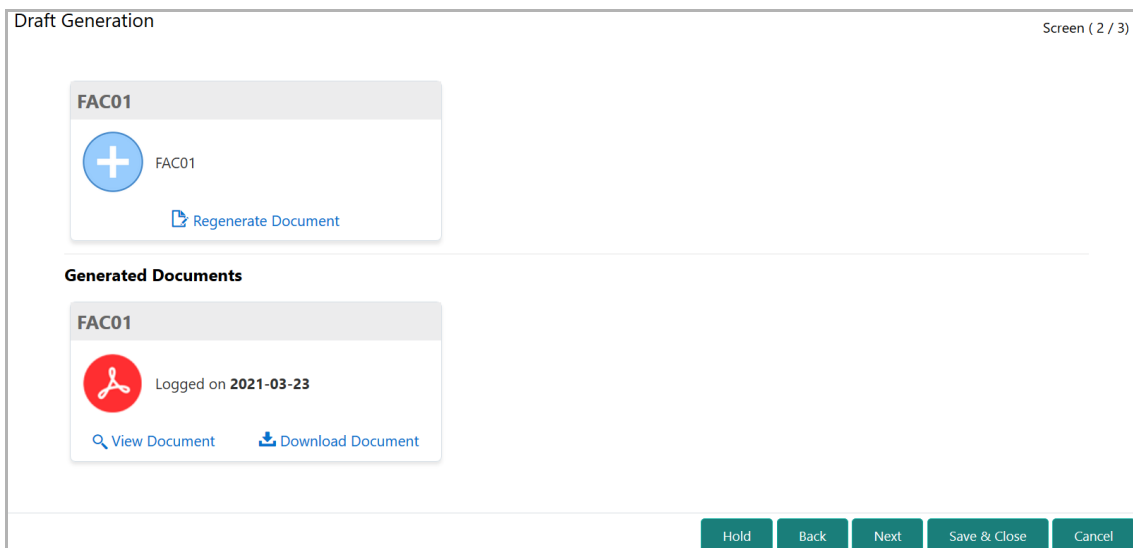 Draft Generation
Screen ( 2 / 3)
FAC01
FAC01
Regenerate Document
Generated Documents
FAC01
Logged on 2021-03-23
View Document Download Document
Hold Back Next Save & Close Cancel